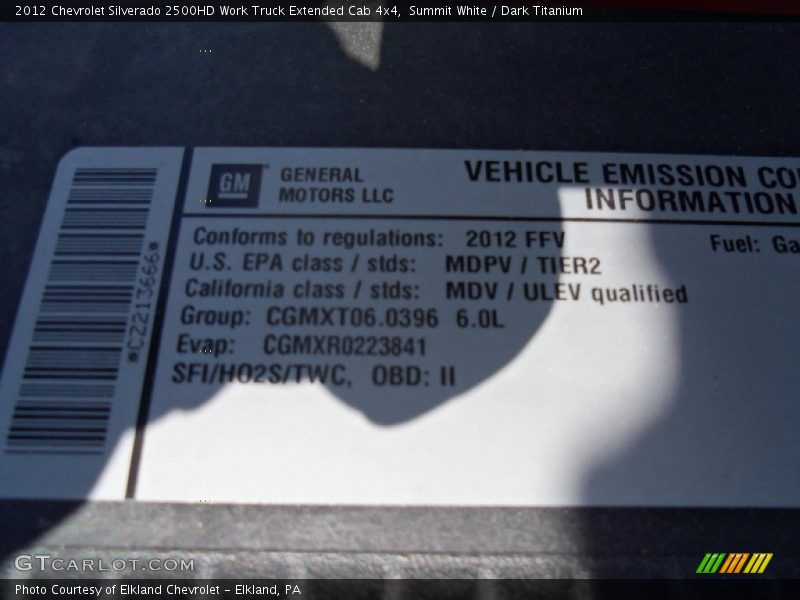 2012 Chevrolet Silverado 2500HD Work Truck Extended Cab 4x4, Summit White / Dark Titanium
*CZ213666*
GM
GENERAL
MOTORS LLC
VEHICLE EMISSION CO
INFORMATION
Conforms to regulations: 2012 FFV
Fuel: Ga
U.S. EPA class / stds: MDPV / TIER2
California class / stds: MDV / ULEV qualified
Group: CGMXT06.0396 6.0L
Evap: CGMXR0223841
SFI/HO2S/TWC, OBD: II
GTCARLOT.COM
Photo Courtesy of Elkland Chevrolet - Elkland, PA